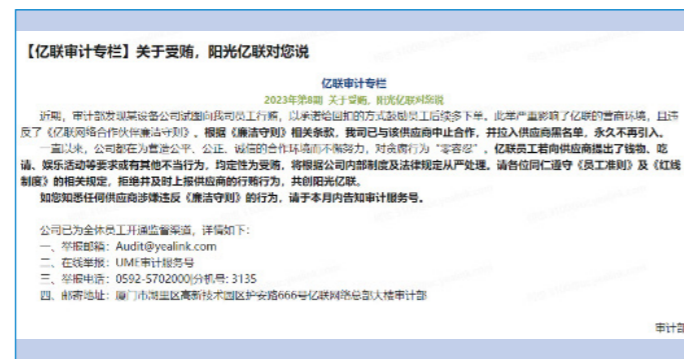 【亿联审计专栏】关于受贿，阳光亿联对您说
亿联审计专栏
2023年第8期 关于受贿，阳光亿联对您说
近期，审计部发现某设备公司试图向我司员工行贿，以承诺给回扣的方式鼓励员工后续多下单。此举严重影响了亿联的营商环境，且违
反了《亿联网络合作伙伴廉洁守则》。根据《廉洁守则》相关条款，我司已与该供应商中止合作，并拉入供应商黑名单，永久不再引入。
一直以来，公司都在为营造公平、公正、诚信的合作环境而不懈努力，对贪腐行为“零容忍”。亿联员工若向供应商提出了钱物、吃
请、娱乐活动等要求或有其他不当行为，均定性为受贿，将根据公司内部制度及法律规定从严处理。请各位同仁遵守《员工准则》及《红线
制度》的相关规定，拒绝并及时上报供应商的行贿行为，共创阳光亿联。
如您知悉任何供应商涉嫌违反《廉洁守则》的行为，请于本月内告知审计服务号。
公司已为全体员工开通监督渠道，详情如下：
一、举报邮箱：Audit@yealink.com
二、在线举报：UME审计服务号
三、举报电话：0592-5702000|分机号: 3135
四、邮寄地址：厦门市湖里区高新技术园区护安路666号亿联网络总部大楼审计部
审计部